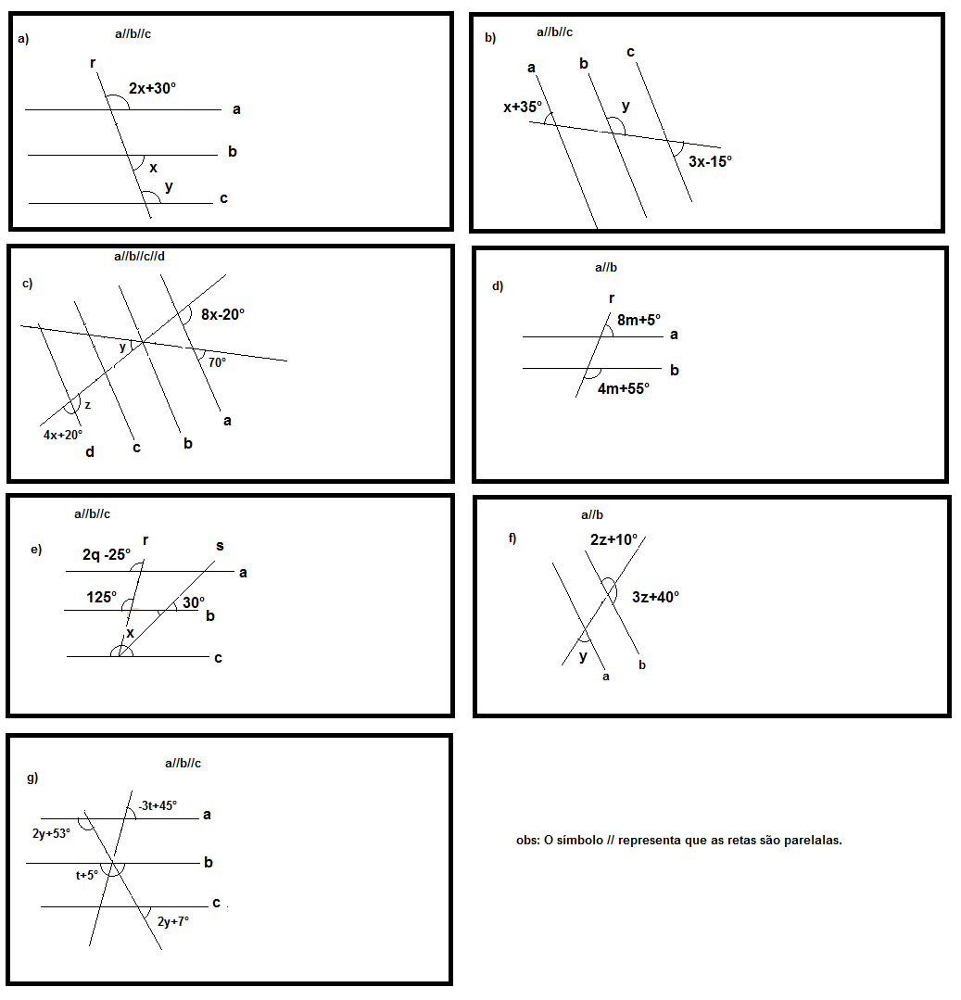 a) a//b//c
r
2x+30°
a
b
x
y
c
b) a//b//c
c
b
a
x+35°
y
3x-15°
a//b//c//d
c)
8x-20°
y
70°
z
a
4x+20°
b
c
d
a//b
d)
r
8m+5°
a
b
4m+55°
a//b//c
e)
r
s
2q -25°
a
125°
30°
b
x
c
a//b
f)
2z+10°
3z+40°
y
b
a
a//b//c
g)
-3t+45°
a
2y+53°
b
t+5°
c
2y+7°
obs: O símbolo // representa que as retas são parelalas.